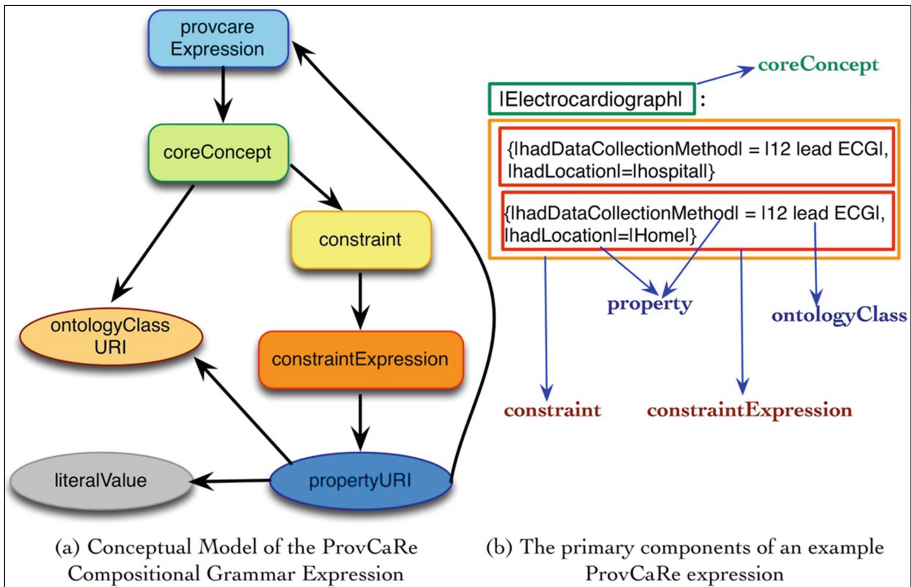 provcare
Expression
coreConcept
constraint
ontologyClass
URI
constraintExpression
literalValue
propertyURI
(a) Conceptual Model of the ProvCaRe
Compositional Grammar Expression
coreConcept
|Electrocardiograph| :
{|hadDataCollectionMethod| = |12 lead ECG|,
|hadLocation|=|hospital|}
{|hadDataCollectionMethod| = |12 lead ECG|,
|hadLocation|=|Home|}
property
ontologyClass
constraint
constraintExpression
(b) The primary components of an example
ProvCaRe expression